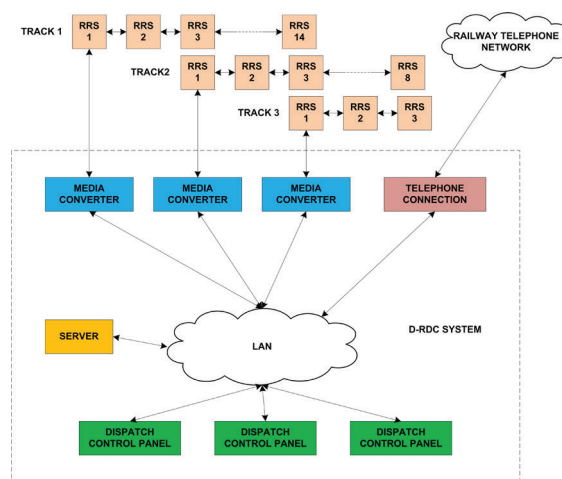 TRACK 1
RRS
1
RRS
2
RRS
3
RRS
14
RAILWAY TELEPHONE
NETWORK
TRACK2
RRS
1
RRS
2
RRS
3
RRS
8
TRACK 3
RRS
1
RRS
2
RRS
3
MEDIA
CONVERTER
MEDIA
CONVERTER
MEDIA
CONVERTER
TELEPHONE
CONNECTION
SERVER
LAN
D-RDC SYSTEM
DISPATCH
CONTROL PANEL
DISPATCH
CONTROL PANEL
DISPATCH
CONTROL PANEL